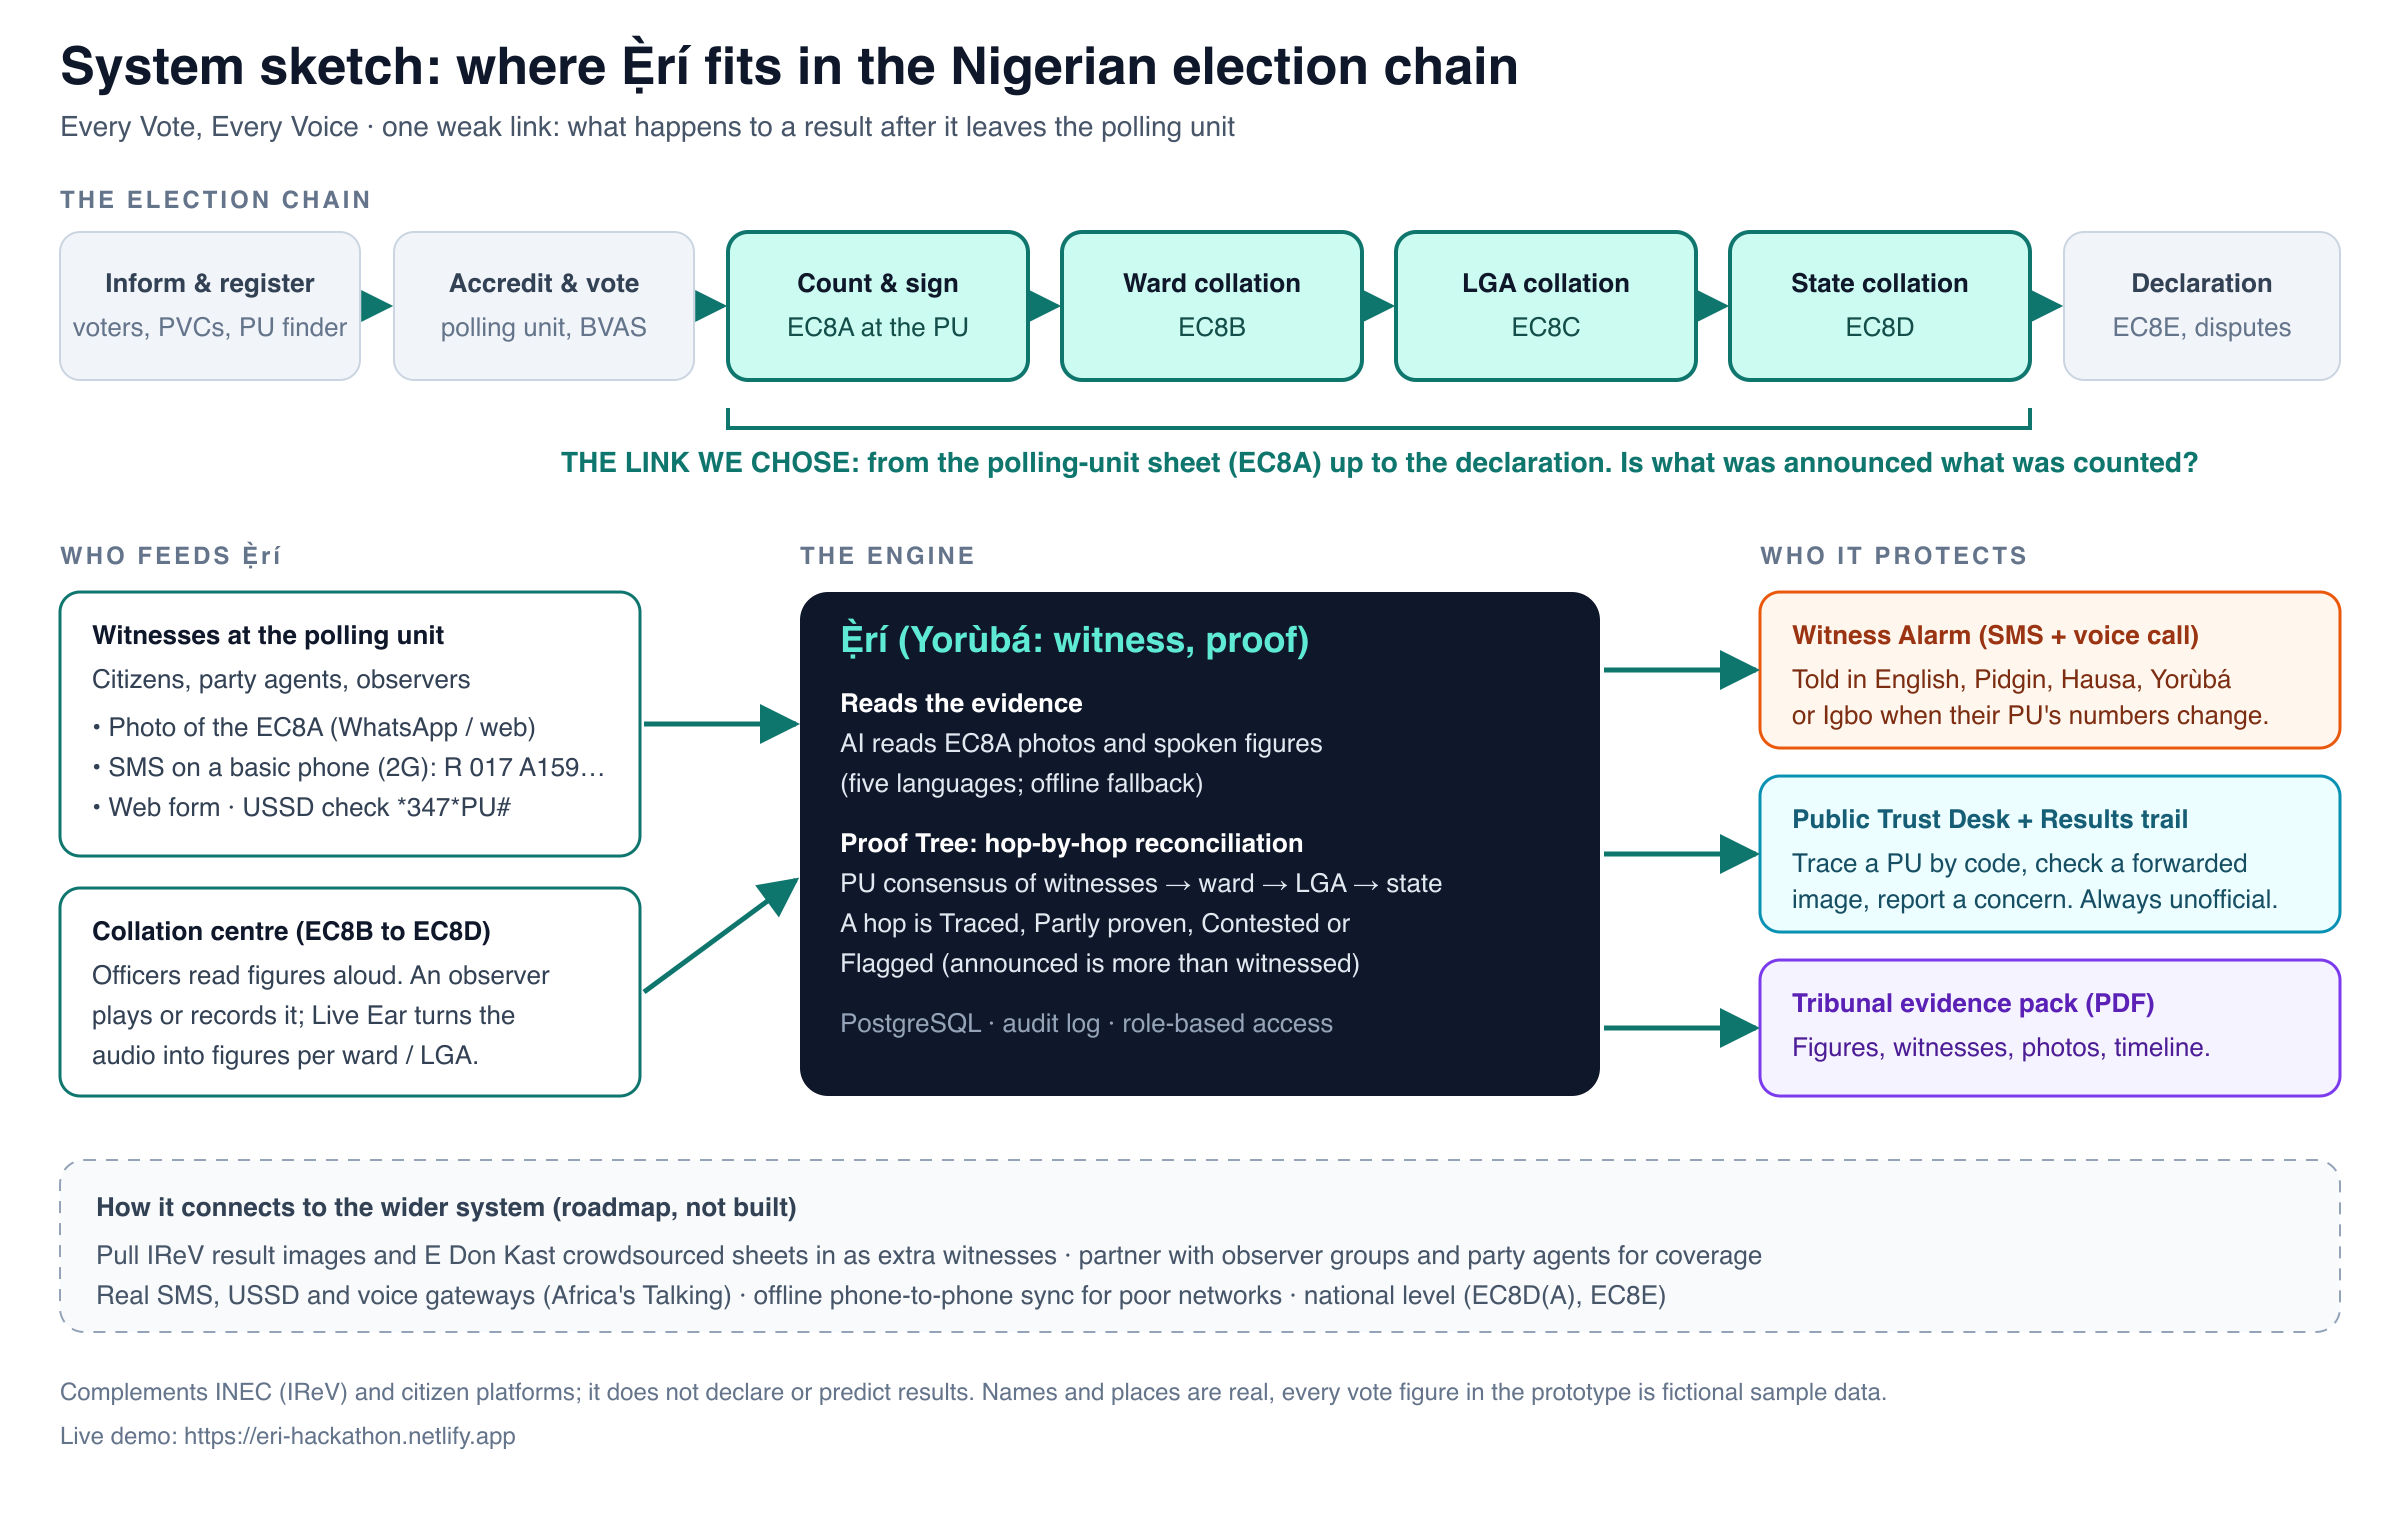 System sketch: where Ẹ̀rí fits in the Nigerian election chain
Every Vote, Every Voice · one weak link: what happens to a result after it leaves the polling unit
THE ELECTION CHAIN
Inform & register
voters, PVCs, PU finder
Accredit & vote
polling unit, BVAS
Count & sign
EC8A at the PU
Ward collation
EC8B
LGA collation
EC8C
State collation
EC8D
Declaration
EC8E, disputes
THE LINK WE CHOSE: from the polling-unit sheet (EC8A) up to the declaration. Is what was announced what was counted?
WHO FEEDS Ẹ̀rí
Witnesses at the polling unit
Citizens, party agents, observers
• Photo of the EC8A (WhatsApp / web)
• SMS on a basic phone (2G): R 017 A159…
• Web form · USSD check *347*PU#
Collation centre (EC8B to EC8D)
Officers read figures aloud. An observer
plays or records it; Live Ear turns the
audio into figures per ward / LGA.
THE ENGINE
Ẹ̀rí (Yorùbá: witness, proof)
Reads the evidence
AI reads EC8A photos and spoken figures
(five languages; offline fallback)
Proof Tree: hop-by-hop reconciliation
PU consensus of witnesses → ward → LGA → state
A hop is Traced, Partly proven, Contested or
Flagged (announced is more than witnessed)
PostgreSQL · audit log · role-based access
WHO IT PROTECTS
Witness Alarm (SMS + voice call)
Told in English, Pidgin, Hausa, Yorùbá
or Igbo when their PU's numbers change.
Public Trust Desk + Results trail
Trace a PU by code, check a forwarded
image, report a concern. Always unofficial.
Tribunal evidence pack (PDF)
Figures, witnesses, photos, timeline.
How it connects to the wider system (roadmap, not built)
Pull IReV result images and E Don Kast crowdsourced sheets in as extra witnesses · partner with observer groups and party agents for coverage
Real SMS, USSD and voice gateways (Africa's Talking) · offline phone-to-phone sync for poor networks · national level (EC8D(A), EC8E)
Complements INEC (IReV) and citizen platforms; it does not declare or predict results. Names and places are real, every vote figure in the prototype is fictional sample data.
Live demo: https://eri-hackathon.netlify.app